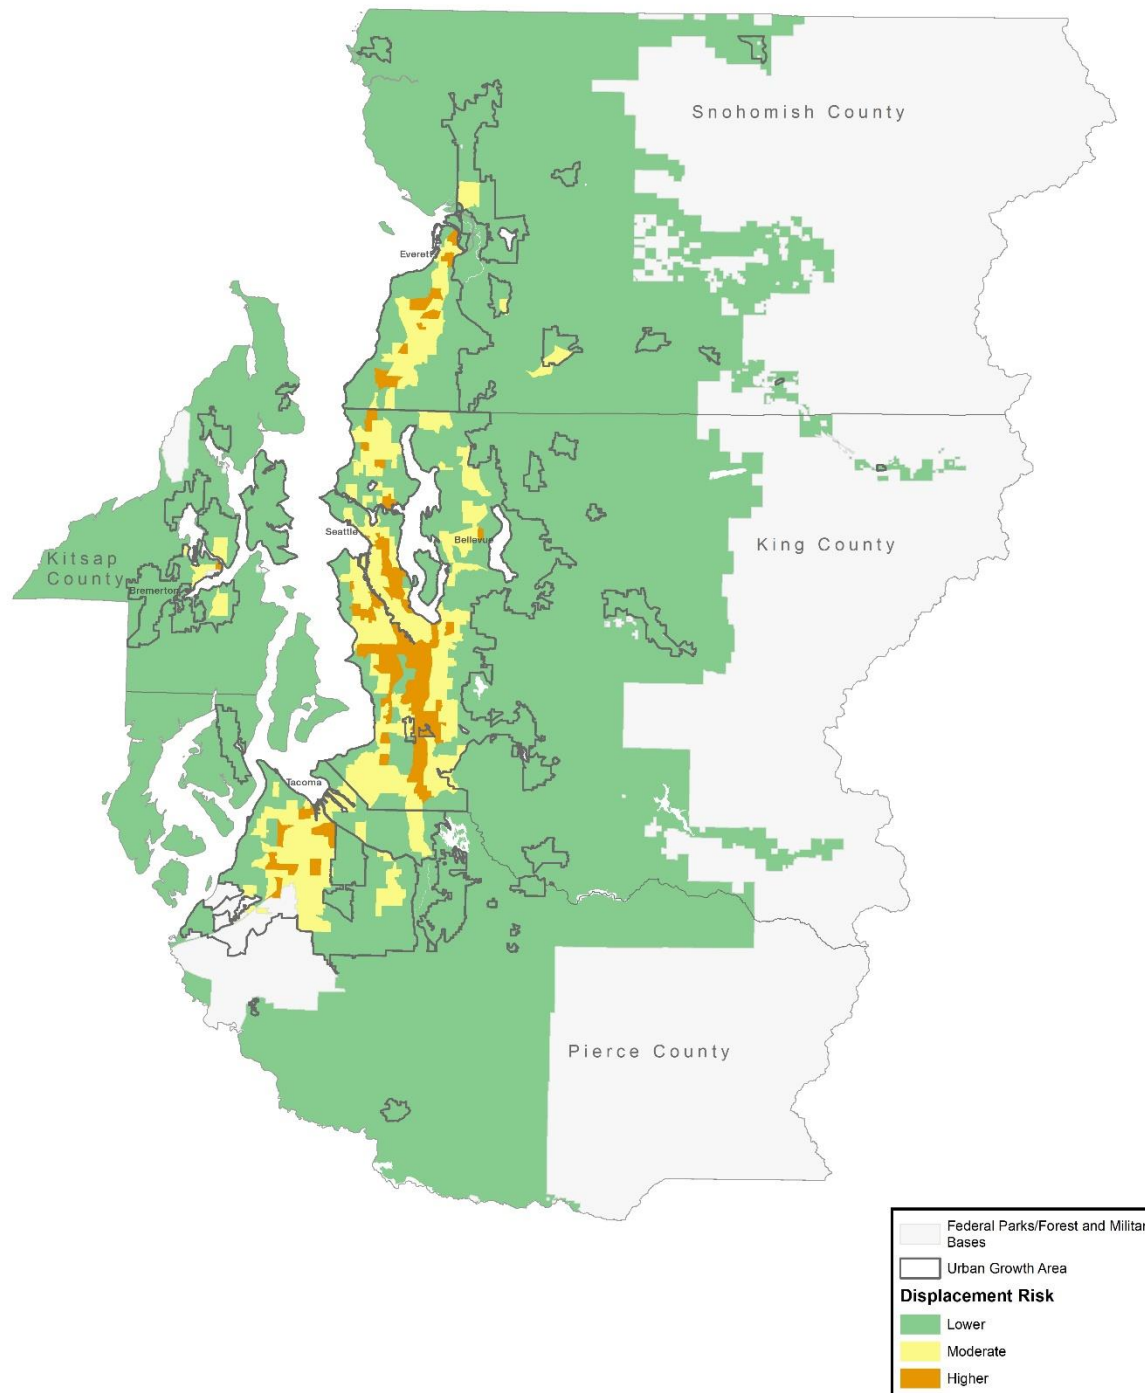 Snohomish County
Everett
Seattle
Bellevue
King County
Kitsap
County
Bremerton
Tacoma
Pierce County
Federal Parks/Forest and Militar
Bases
Urban Growth Area
Displacement Risk
Lower
Moderate
Higher